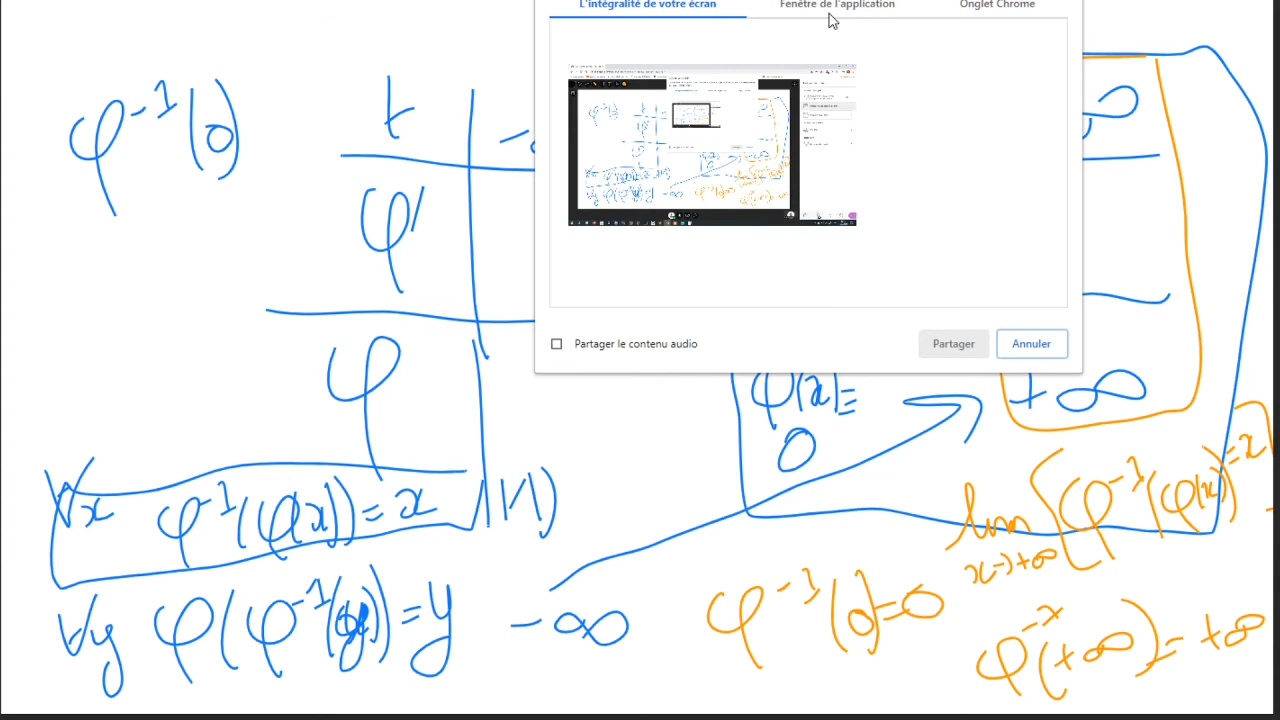 L'intégralité de votre écran Fenêtre de l'application Onglet Chrome
φ⁻¹(0) t
φ'
φ
Partager le contenu audio Partager Annuler
φ(x)= +∞
0
∀x φ⁻¹(φ(x))=x
lim φ⁻¹(φ(x))=x
x→+∞
∀y φ(φ⁻¹(y))=y -∞ φ⁻¹(0)=0
φ⁻¹(+∞)=+∞